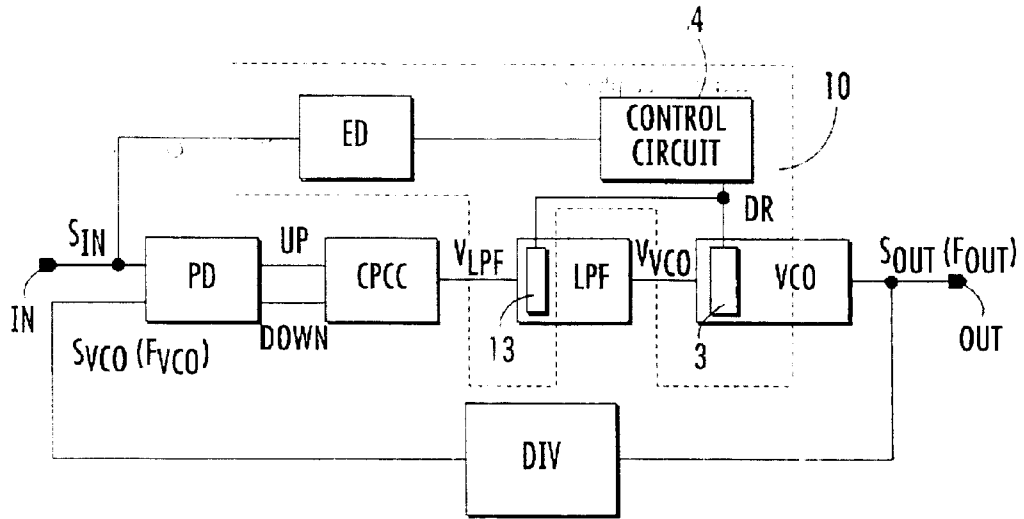 4
10
ED
CONTROL
CIRCUIT
DR
SIN
UP
VLPF
VVCO
SOUT (FOUT)
PD
CPCC
LPF
VCO
IN
DOWN
13
3
OUT
SVCO (FVCO)
DIV